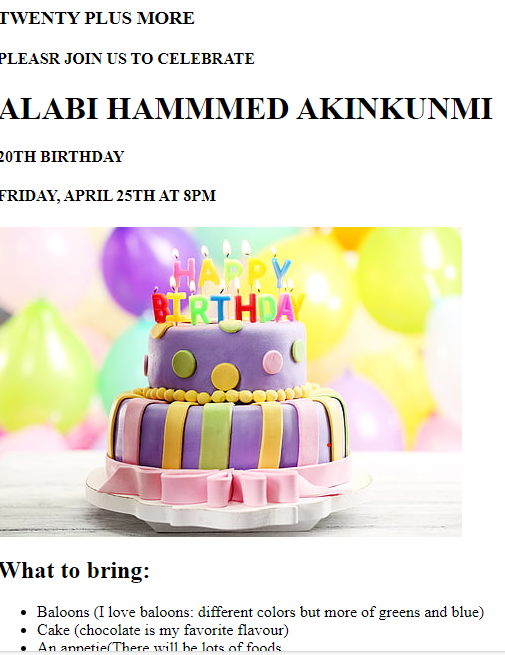 TWENTY PLUS MORE
PLEASR JOIN US TO CELEBRATE
ALABI HAMMMED AKINKUNMI
20TH BIRTHDAY
FRIDAY, APRIL 25TH AT 8PM
HAPPY
BIRTHDAY
What to bring:
Baloons (I love baloons: different colors but more of greens and blue)
Cake (chocolate is my favorite flavour)
An appetie(There will be lots of foods